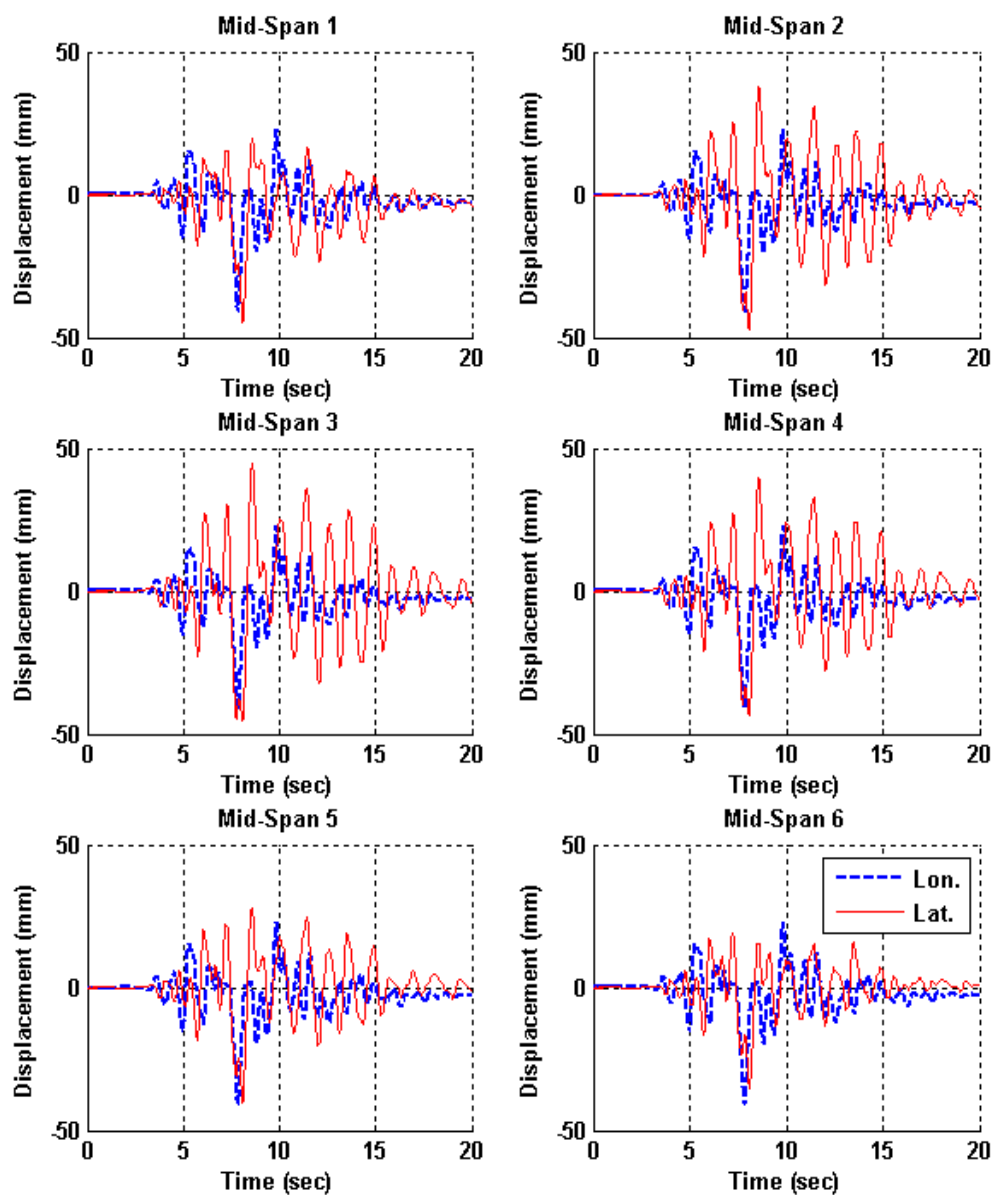 Mid-Span 1
50
0
-50
Displacement (mm)
0 5 10 15 20
Time (sec)
Mid-Span 2
50
0
-50
Displacement (mm)
0 5 10 15 20
Time (sec)
Mid-Span 3
50
0
-50
Displacement (mm)
0 5 10 15 20
Time (sec)
Mid-Span 4
50
0
-50
Displacement (mm)
0 5 10 15 20
Time (sec)
Mid-Span 5
50
0
-50
Displacement (mm)
0 5 10 15 20
Time (sec)
Mid-Span 6
50
0
-50
Displacement (mm)
Lon.
Lat.
0 5 10 15 20
Time (sec)